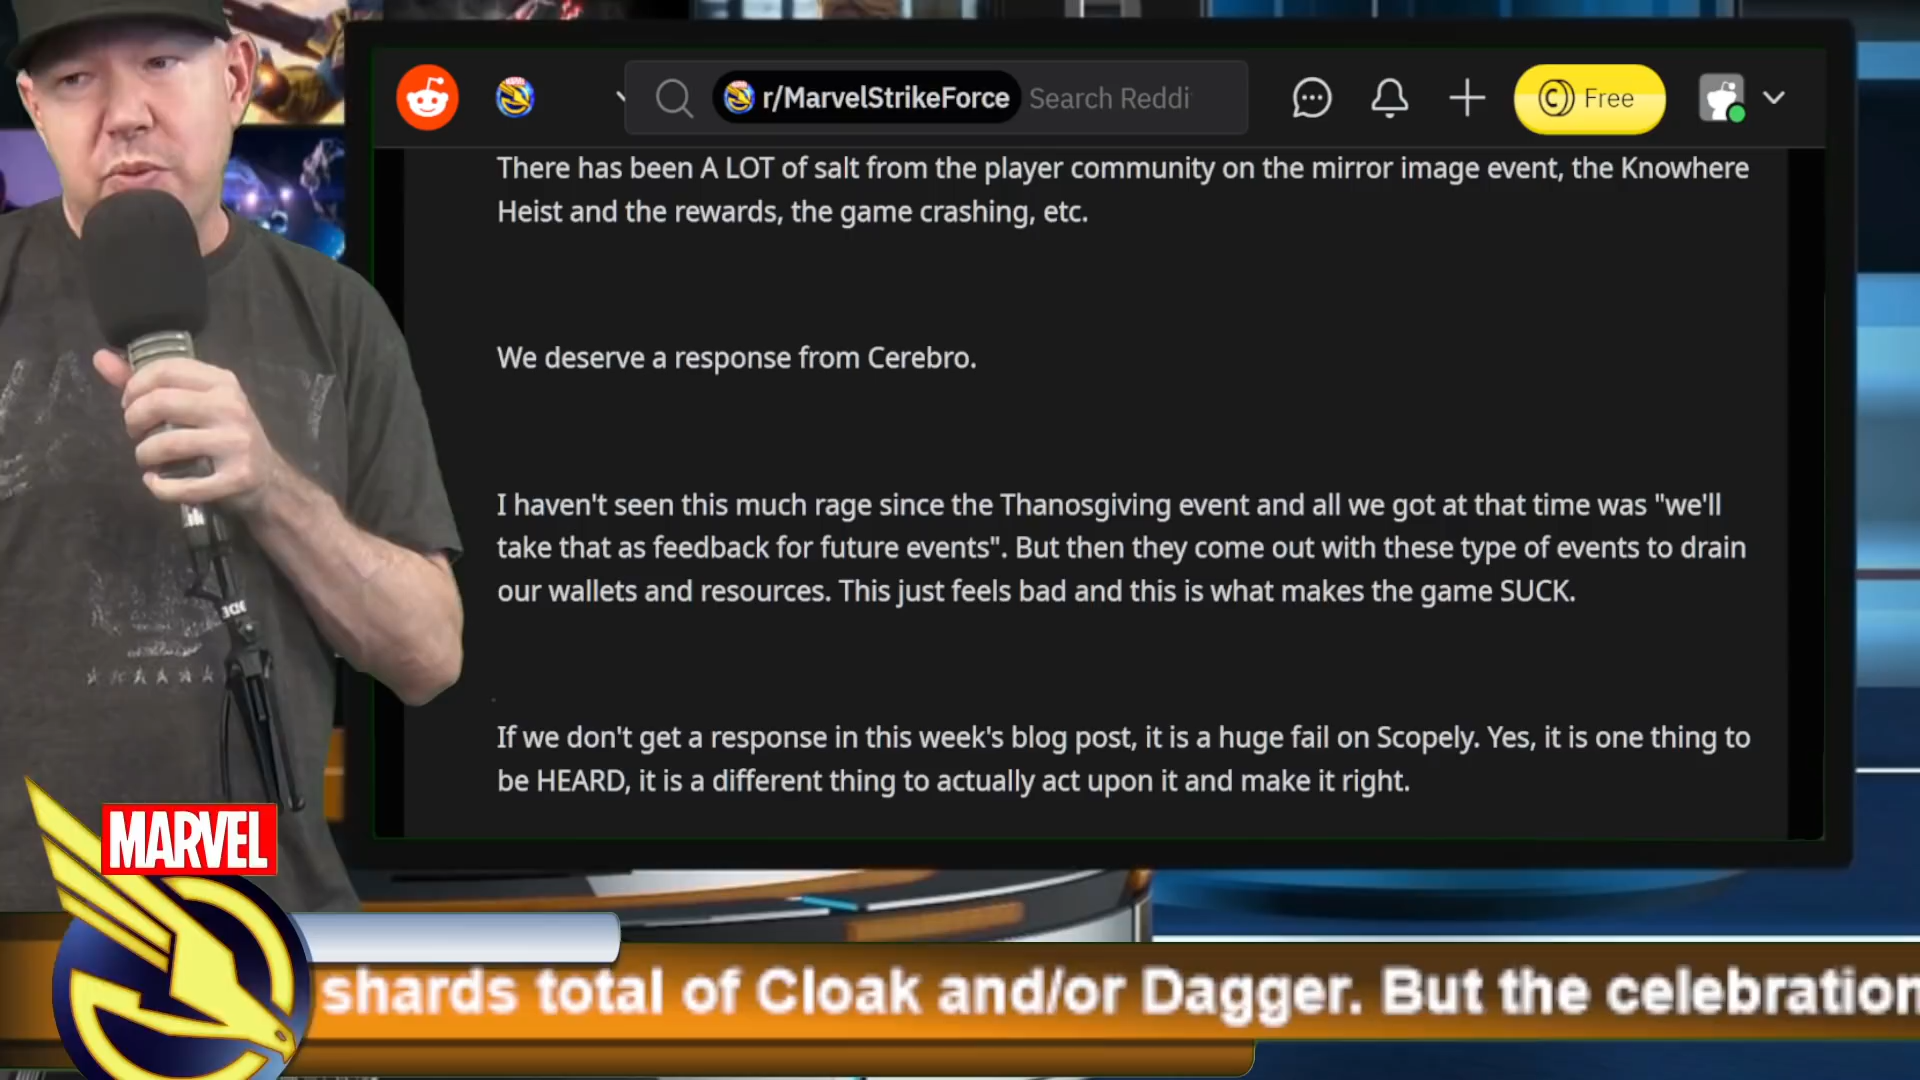 r/MarvelStrikeForce Search Reddi
Free
There has been A LOT of salt from the player community on the mirror image event, the Knowhere
Heist and the rewards, the game crashing, etc.
We deserve a response from Cerebro.
I haven't seen this much rage since the Thanosgiving event and all we got at that time was "we'll
take that as feedback for future events". But then they come out with these type of events to drain
our wallets and resources. This just feels bad and this is what makes the game SUCK.
If we don't get a response in this week's blog post, it is a huge fail on Scopely. Yes, it is one thing to
be HEARD, it is a different thing to actually act upon it and make it right.
MARVEL
shards total of Cloak and/or Dagger. But the celebration